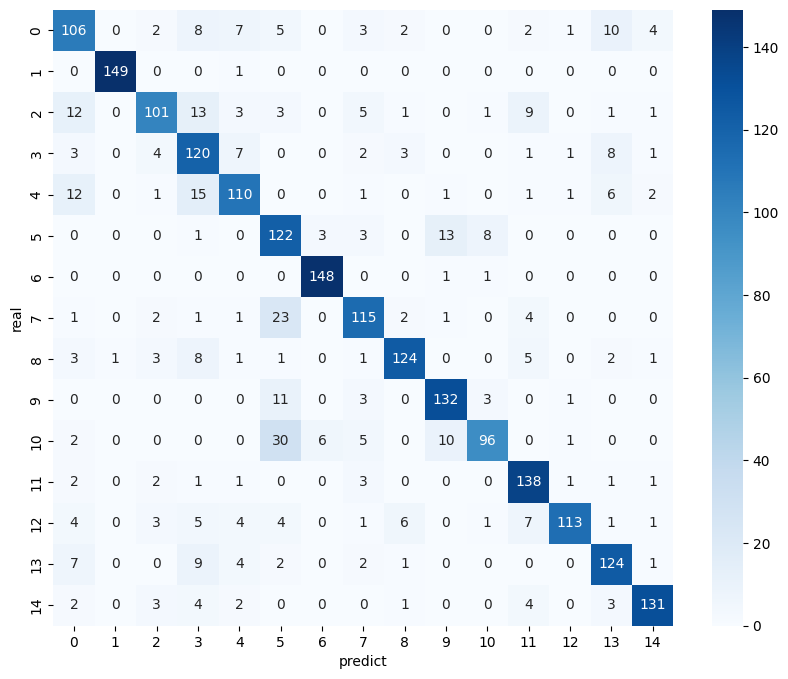 0 106 0 2 8 7 5 0 3 2 0 0 2 1 10 4
1 0 149 0 0 1 0 0 0 0 0 0 0 0 0 0
2 12 0 101 13 3 3 0 5 1 0 1 9 0 1 1
3 3 0 4 120 7 0 0 2 3 0 0 1 1 8 1
4 12 0 1 15 110 0 0 1 0 1 0 1 1 6 2
5 0 0 0 1 0 122 3 3 0 13 8 0 0 0 0
6 0 0 0 0 0 0 148 0 0 1 1 0 0 0 0
7 1 0 2 1 1 23 0 115 2 1 0 4 0 0 0
8 3 1 3 8 1 1 0 1 124 0 0 5 0 2 1
9 0 0 0 0 0 11 0 3 0 132 3 0 1 0 0
10 2 0 0 0 0 30 6 5 0 10 96 0 1 0 0
11 2 0 2 1 1 0 0 3 0 0 0 138 1 1 1
12 4 0 3 5 4 4 0 1 6 0 1 7 113 1 1
13 7 0 0 9 4 2 0 2 1 0 0 0 0 124 1
14 2 0 3 4 2 0 0 0 1 0 0 4 0 3 131
0 1 2 3 4 5 6 7 8 9 10 11 12 13 14
predict
real
140
120
100
80
60
40
20
0